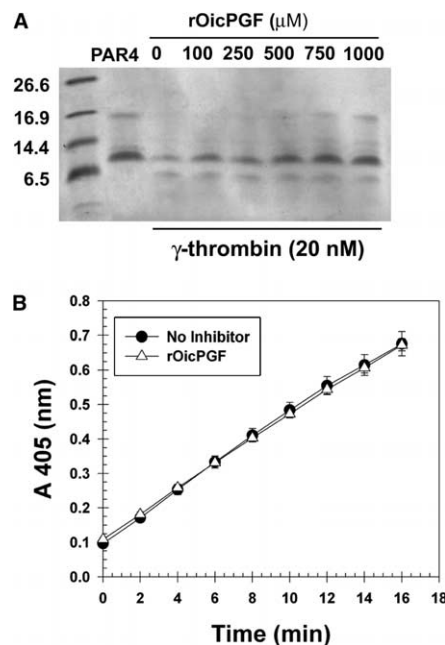 A
rOicPGF (μM)
PAR4 0 100 250 500 750 1000
26.6
16.9
14.4
6.5
γ-thrombin (20 nM)
B
0.8
0.7
0.6
0.5
0.4
0.3
0.2
0.1
0.0
No Inhibitor
rOicPGF
A 405 (nm)
0 2 4 6 8 10 12 14 16 18
Time (min)